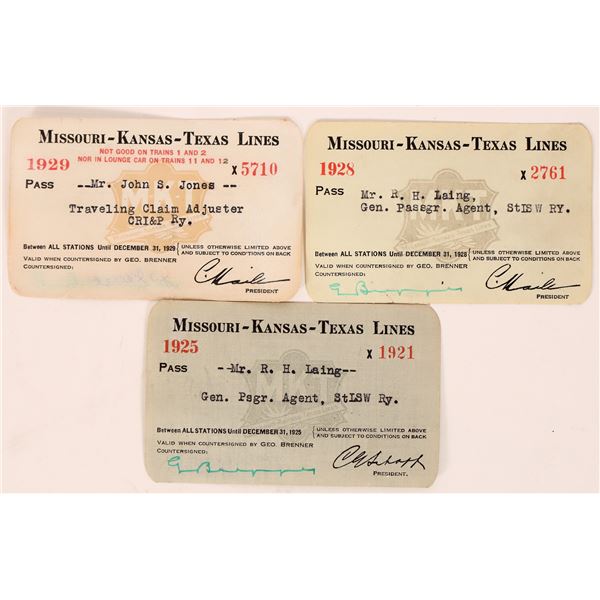 MISSOURI-KANSAS-TEXAS LINES
NOT GOOD ON TRAINS 1 AND 2
1929 NOR IN LOUNGE CAR ON TRAINS 11 AND 12 X 5710
PASS --Mr. John S. Jones --
Traveling Claim Adjuster
CRI&P Ry.
Between ALL STATIONS Until DECEMBER 31, 1929 { UNLESS OTHERWISE LIMITED ABOVE
AND SUBJECT TO CONDITIONS ON BACK
VALID WHEN COUNTERSIGNED BY GEO. BRENNER
COUNTERSIGNED:
PRESIDENT
MISSOURI-KANSAS-TEXAS LINES
1928 X 2761
PASS Mr. R. H. Laing,
Gen. Passgr. Agent, StLSW RY.
MKT
Between ALL STATIONS Until DECEMBER 31, 1928 { UNLESS OTHERWISE LIMITED ABOVE
AND SUBJECT TO CONDITIONS ON BACK
VALID WHEN COUNTERSIGNED BY GEO. BRENNER
COUNTERSIGNED:
PRESIDENT
MISSOURI-KANSAS-TEXAS LINES
1925 X 1921
PASS --Mr. R. H. Laing--
MKT
Gen. Psgr. Agent, StLSW Ry.
Between ALL STATIONS Until DECEMBER 31, 1925 { UNLESS OTHERWISE LIMITED ABOVE
AND SUBJECT TO CONDITIONS ON BACK
VALID WHEN COUNTERSIGNED BY GEO. BRENNER
COUNTERSIGNED:
PRESIDENT.